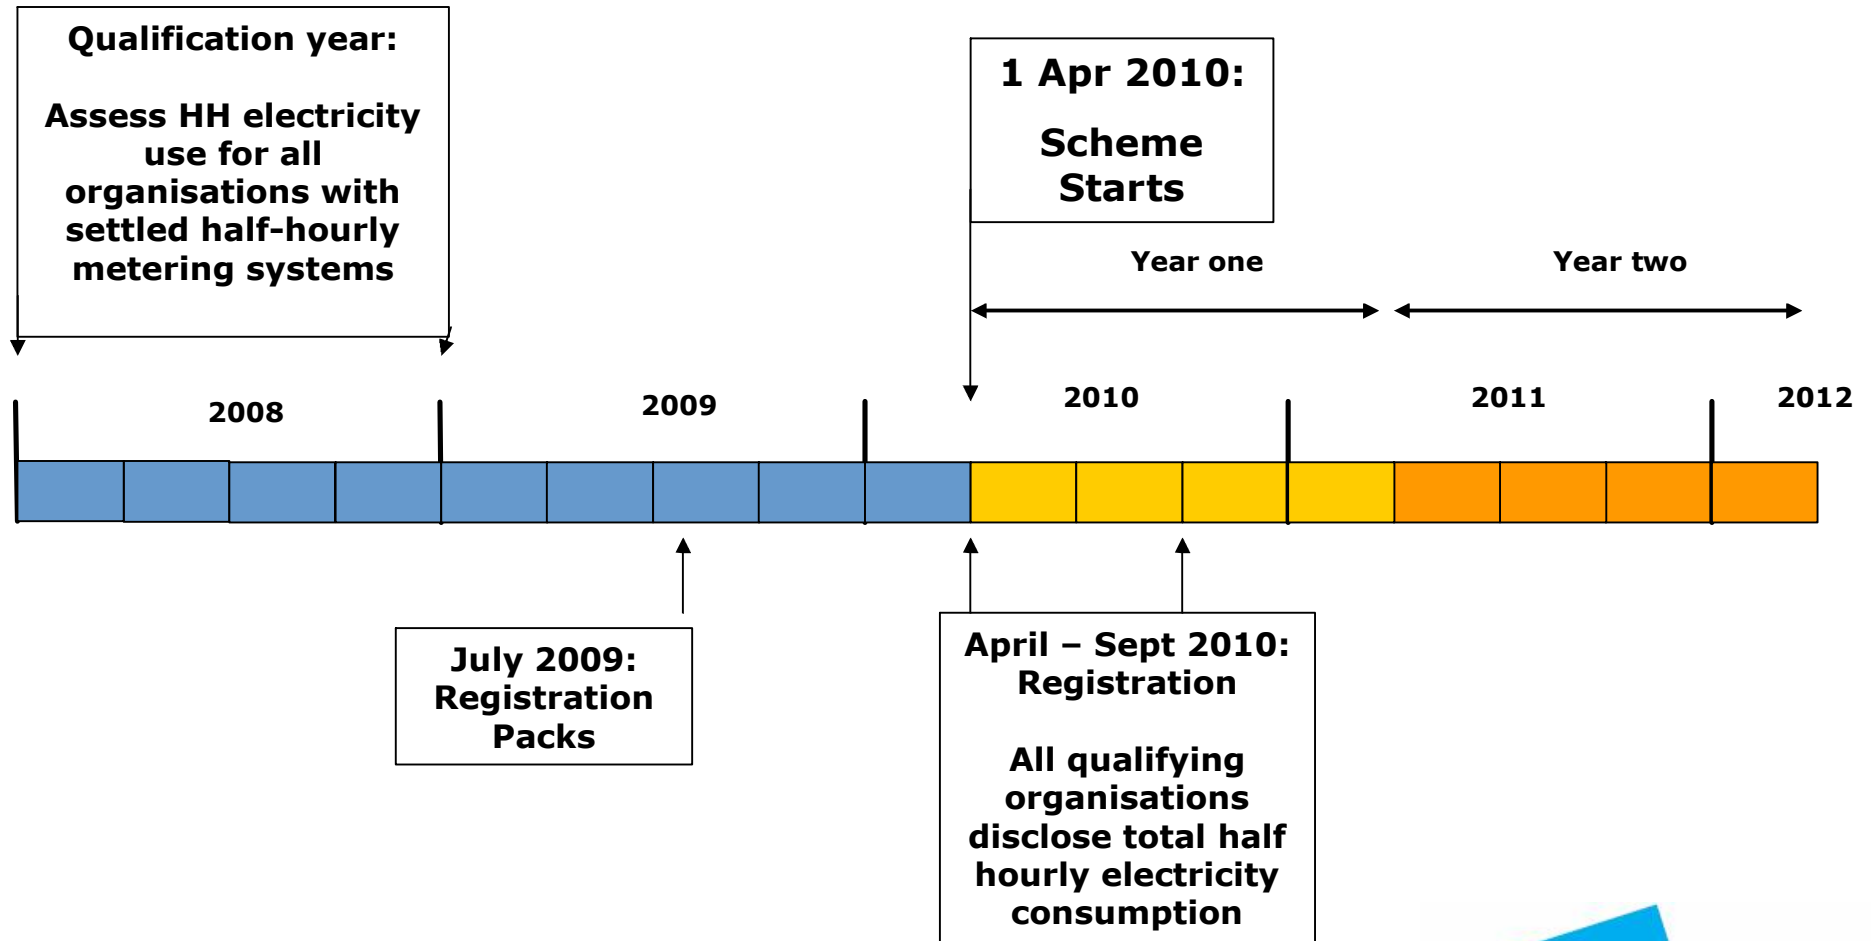 Qualification year:
Assess HH electricity
use for all
organisations with
settled half-hourly
metering systems
1 Apr 2010:
Scheme
Starts
Year one
Year two
2008
2009
2010
2011
2012
July 2009:
Registration
Packs
April – Sept 2010:
Registration
All qualifying
organisations
disclose total half
hourly electricity
consumption